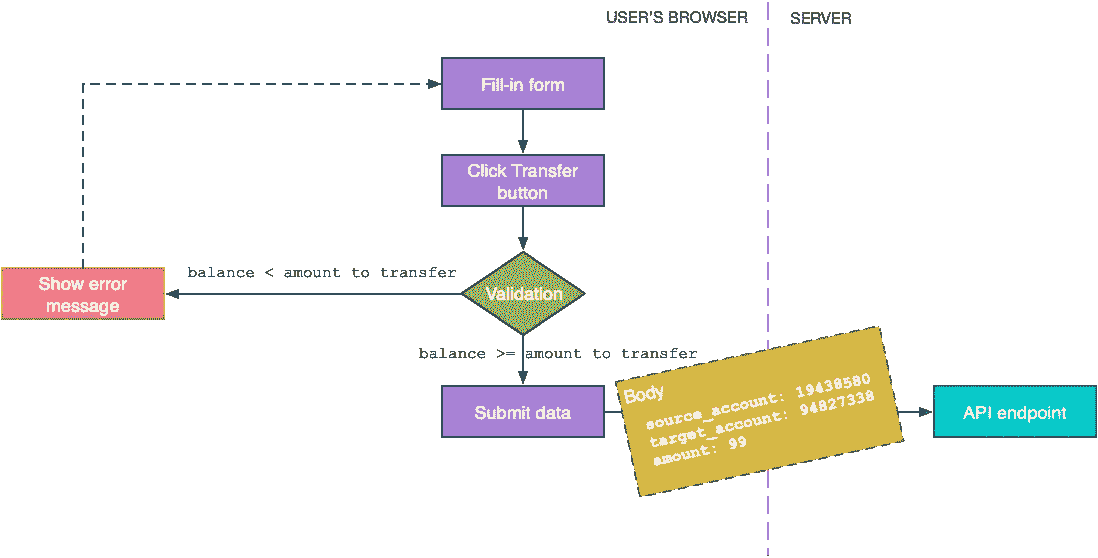 USER'S BROWSER
SERVER
Fill-in form
Click Transfer
button
Validation
balance < amount to transfer
Show error
message
balance >= amount to transfer
Submit data
Body
source_account: 19438580
target_account: 94827338
amount: 99
API endpoint